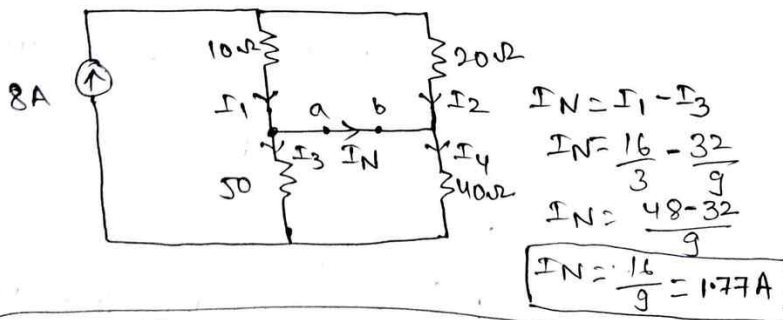 10Ω
20Ω
8A
I1
a
b
I2
I3
IN
I4
50
40Ω
IN = I1 - I3
IN = 16/3 - 32/9
IN = 48-32/9
IN = 16/9 = 1.77A